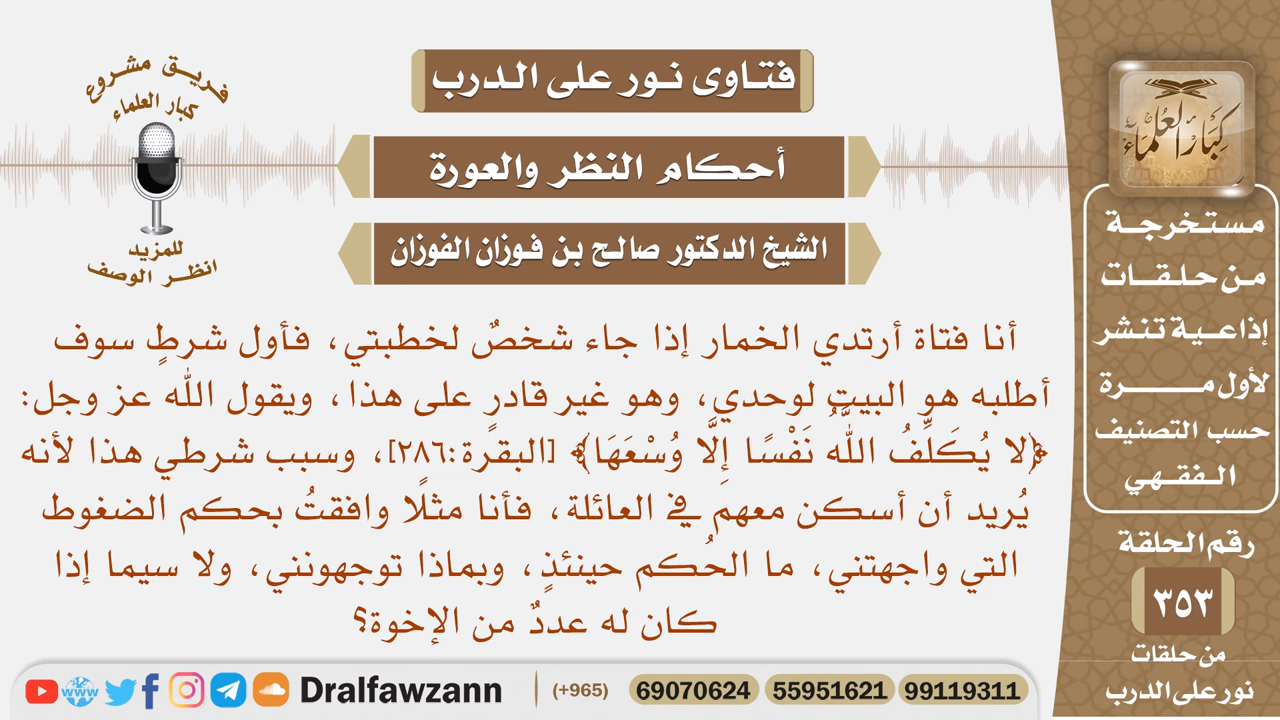 فتاوى نور على الدرب
أحكام النظر والعورة
الشيخ الدكتور صالح بن فوزان الفوزان
فريق مشروع
كبار العلماء
للمزيد
انظر الوصف
أنا فتاة أرتدي الخمار إذا جاء شخصٌ لخطبتي، فأول شرطٍ سوف
أطلبه هو البيت لوحدي، وهو غير قادرٍ على هذا، ويقول الله عز وجل:
﴿لا يُكَلِّفُ اللَّهُ نَفْسًا إِلَّا وُسْعَهَا﴾ [البقرة:٢٨٦]، وسبب شرطي هذا لأنه
يُريد أن أسكن معهم في العائلة، فأنا مثلًا وافقتُ بحكم الضغوط
التي واجهتني، ما الحُكم حينئذٍ، وبماذا توجهونني، ولا سيما إذا
كان له عددٌ من الإخوة؟
كبار العلماء
مستخرجة
من حلقات
إذاعية تنشر
لأول مرة
حسب التصنيف
الفقهي
رقم الحلقة
٣٥٣
من حلقات
نور على الدرب
www Dralfawzann (+965) 69070624 55951621 99119311